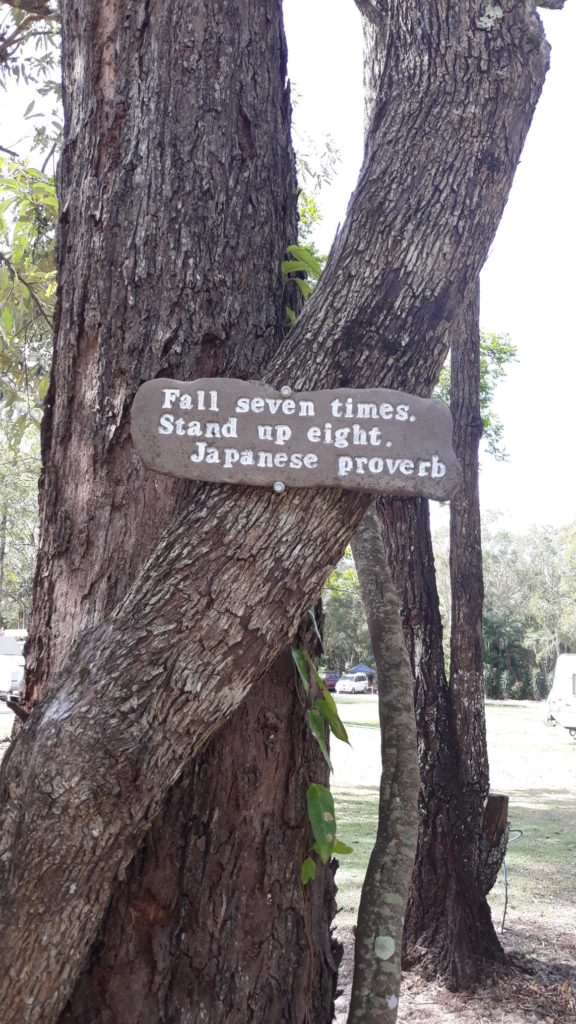 Fall seven times.
Stand up eight.
Japanese proverb